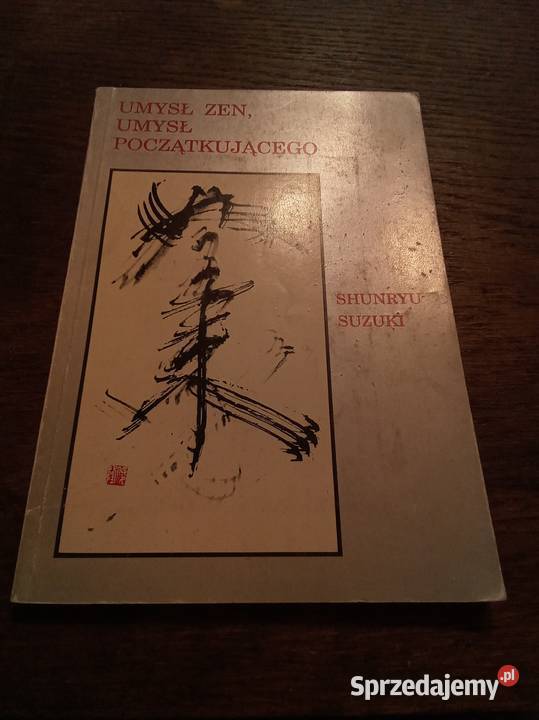 UMYSŁ ZEN,
UMYSŁ
POCZĄTKUJĄCEGO
SHUNRYU
SUZUKI
Sprzedajemy.pl